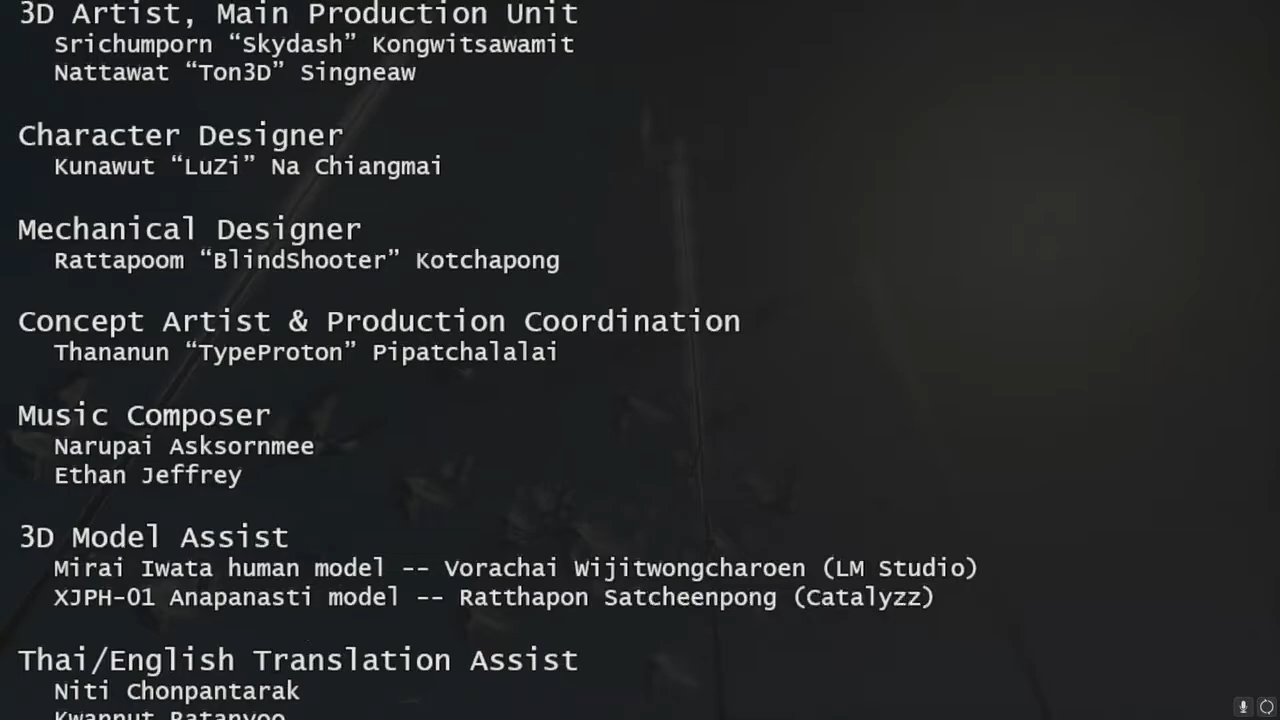 3D Artist, Main Production Unit
Srichumporn “Skydash” Kongwitsawamit
Nattawat “Ton3D” Singneaw
Character Designer
Kunawut “LuZi” Na Chiangmai
Mechanical Designer
Rattapoom “BlindShooter” Kotchapong
Concept Artist & Production Coordination
Thananun “TypeProton” Pipatchalalai
Music Composer
Narupai Asksornmee
Ethan Jeffrey
3D Model Assist
Mirai Iwata human model -- Vorachai Wijitwongcharoen (LM Studio)
XJPH-01 Anapanasti model -- Ratthapon Satcheenpong (Catalyzz)
Thai/English Translation Assist
Niti Chonpantarak